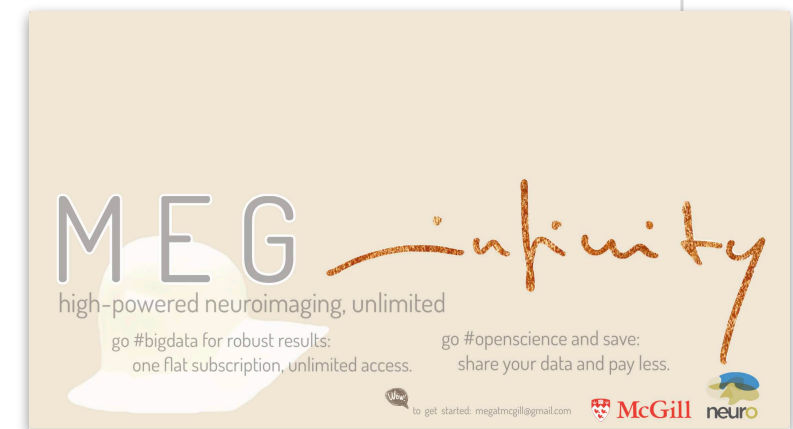 MEG infinity
high-powered neuroimaging, unlimited
go #bigdata for robust results:
one flat subscription, unlimited access.
go #openscience and save:
share your data and pay less.
Wow!
to get started: megatmcgill@gmail.com
McGill
neuro